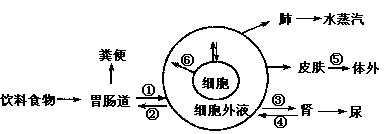 肺→水蒸汽
粪便
⑥
细胞
皮肤 ⑤→ 体外
饮料食物→胃肠道
①
②
细胞外液
③
④
肾→尿